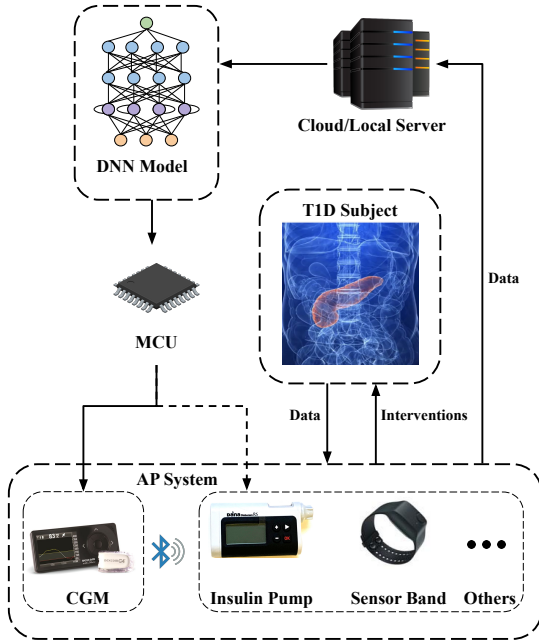 DNN Model
Cloud/Local Server
T1D Subject
Data
MCU
Data
Interventions
AP System
CGM
Insulin Pump
Sensor Band
Others